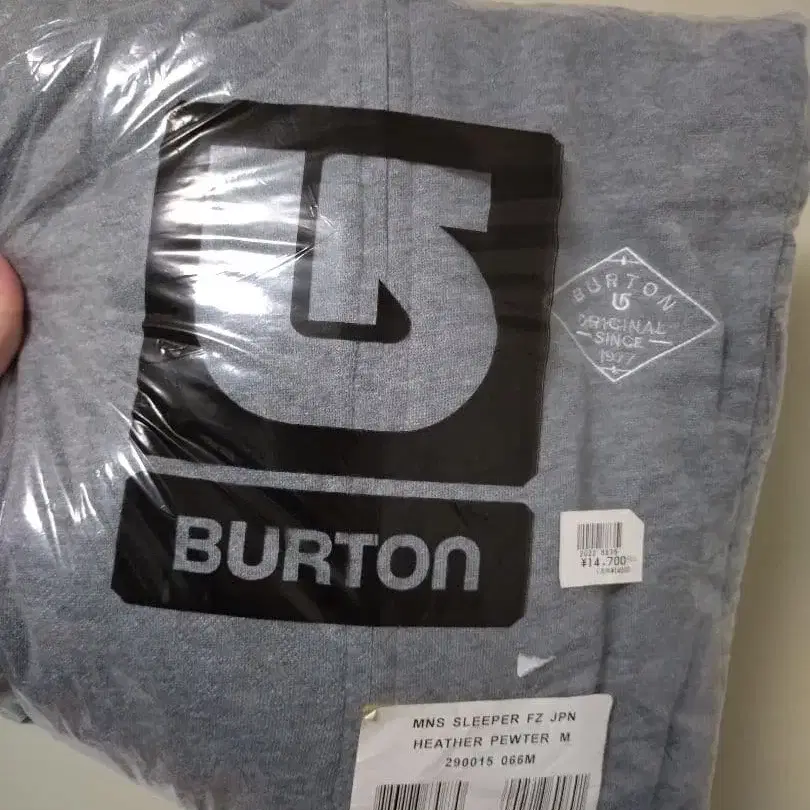 BURTON
ORIGINAL
SINCE
1977
BURTON
¥14,700
MNS SLEEPER FZ JPN
HEATHER PEWTER M
290015 066M